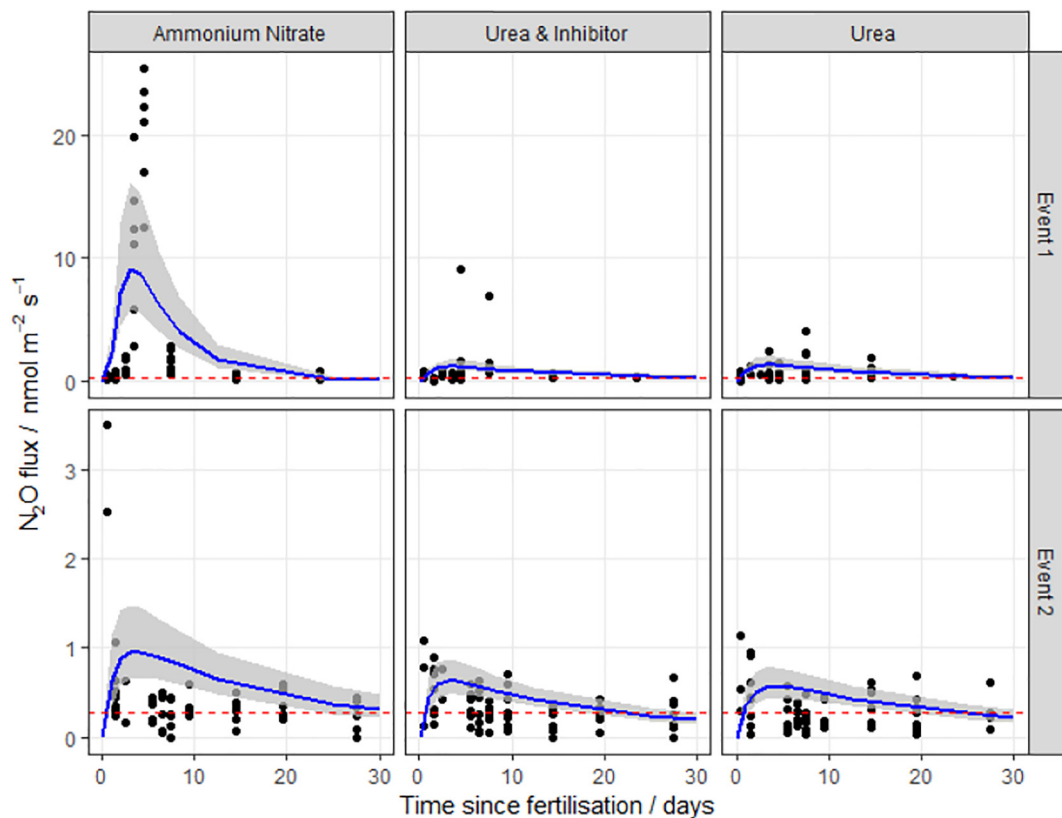 Ammonium Nitrate
Urea & Inhibitor
Urea
Event 1
Event 2
N₂O flux / nmol m⁻² s⁻¹
20
10
0
3
2
1
0
0 10 20 30
0 10 20 30
0 10 20 30
Time since fertilisation / days